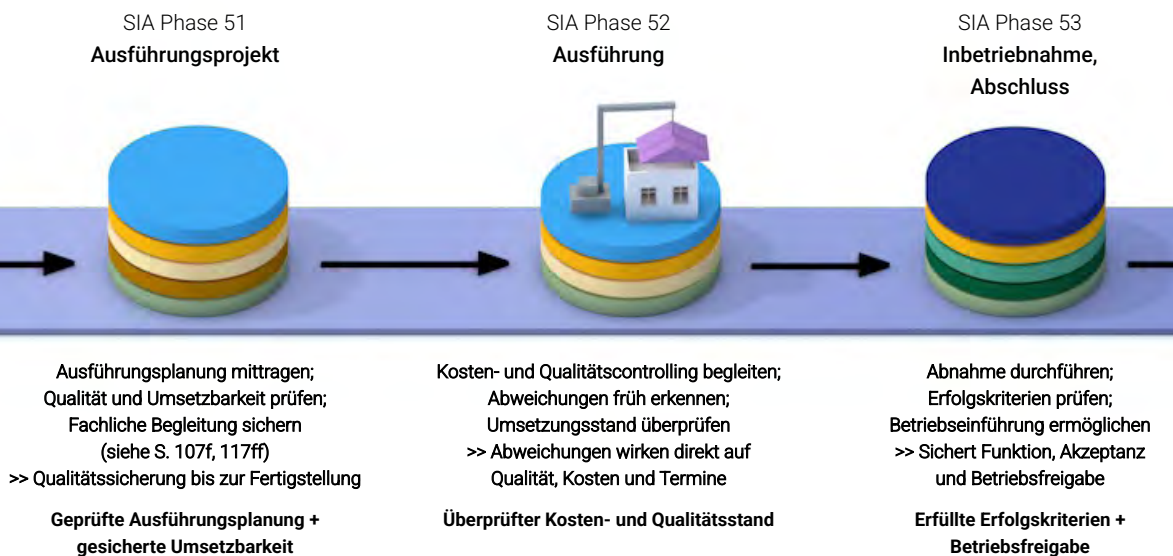 SIA Phase 51
Ausführungsprojekt
SIA Phase 52
Ausführung
SIA Phase 53
Inbetriebnahme,
Abschluss
Ausführungsplanung mittragen;
Qualität und Umsetzbarkeit prüfen;
Fachliche Begleitung sichern
(siehe S. 107f, 117ff)
>> Qualitätssicherung bis zur Fertigstellung
Geprüfte Ausführungsplanung +
gesicherte Umsetzbarkeit
Kosten- und Qualitätscontrolling begleiten;
Abweichungen früh erkennen;
Umsetzungsstand überprüfen
>> Abweichungen wirken direkt auf
Qualität, Kosten und Termine
Überprüfter Kosten- und Qualitätsstand
Abnahme durchführen;
Erfolgskriterien prüfen;
Betriebseinführung ermöglichen
>> Sichert Funktion, Akzeptanz
und Betriebsfreigabe
Erfüllte Erfolgskriterien +
Betriebsfreigabe